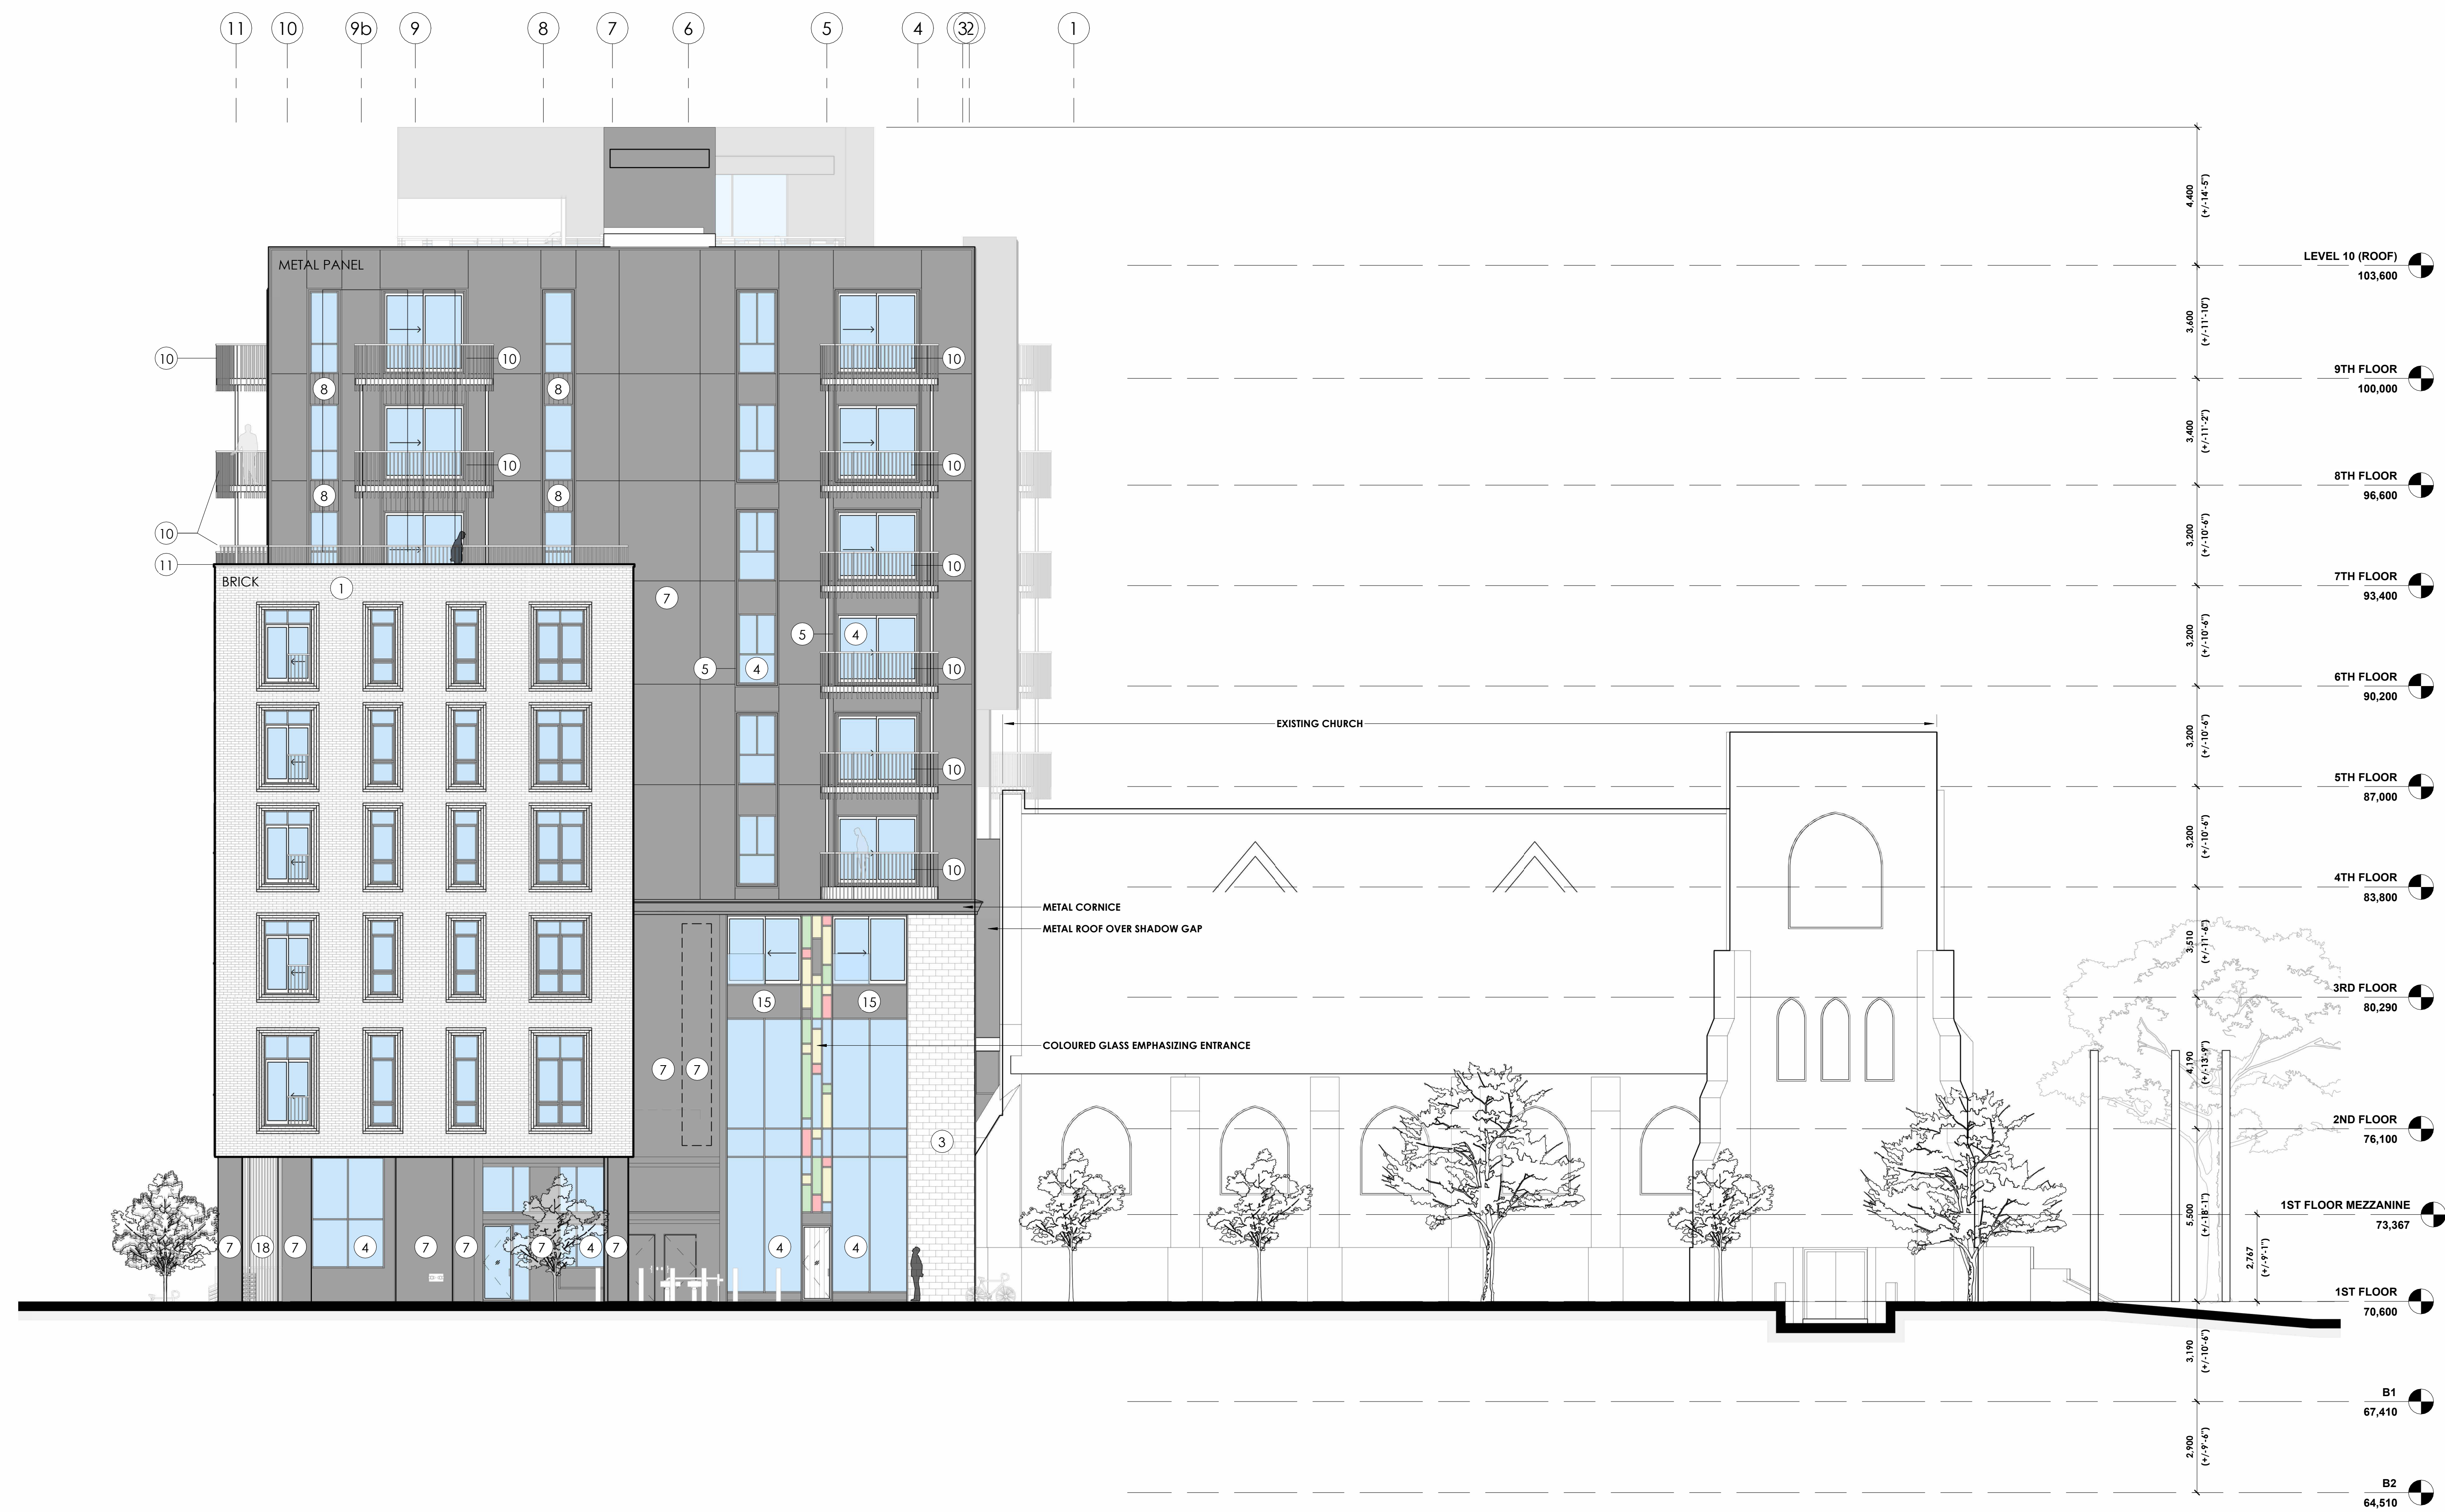 11 10 9b 9 8 7 6 5 4 32 1
4,400
(+/-14'-5")
LEVEL 10 (ROOF)
103,600
METAL PANEL
3,600
(+/-11'-10")
10 10 10
9TH FLOOR
100,000
8 8
3,400
(+/-11'-2")
10 10
8TH FLOOR
96,600
8 8
10
3,200
(+/-10'-6")
11 10
BRICK
1
7TH FLOOR
93,400
7
5 4
3,200
(+/-10'-6")
5 4 10
6TH FLOOR
90,200
EXISTING CHURCH
3,200
(+/-10'-6")
10
5TH FLOOR
87,000
3,200
(+/-10'-6")
10
4TH FLOOR
83,800
METAL CORNICE
METAL ROOF OVER SHADOW GAP
3,510
(+/-11'-6")
15 15
3RD FLOOR
80,290
COLOURED GLASS EMPHASIZING ENTRANCE
7 7
4,190
(+/-13'-9")
3
2ND FLOOR
76,100
5,500
(+/-18'-1")
1ST FLOOR MEZZANINE
73,367
7 18 7 4 7 7 7 4 7 4 4
2,767
(+/-9'-1")
1ST FLOOR
70,600
3,190
(+/-10'-6")
B1
67,410
2,900
(+/-9'-6")
B2
64,510